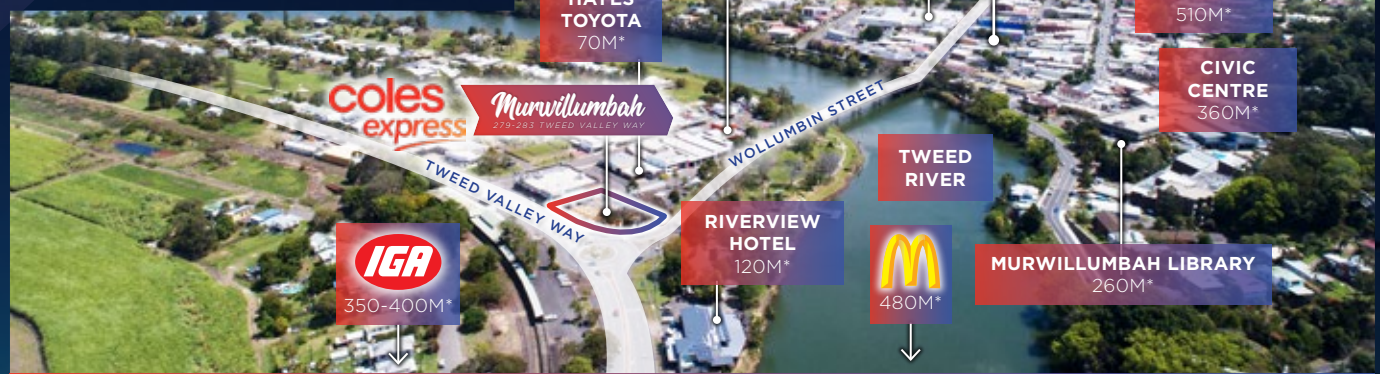 HAYES
TOYOTA
70M*
510M*
CIVIC
CENTRE
360M*
coles
express
Murwillumbah
279-283 TWEED VALLEY WAY
WOLLUMBIN STREET
TWEED VALLEY WAY
TWEED
RIVER
RIVERVIEW
HOTEL
120M*
IGA
350-400M*
480M*
MURWILLUMBAH LIBRARY
260M*